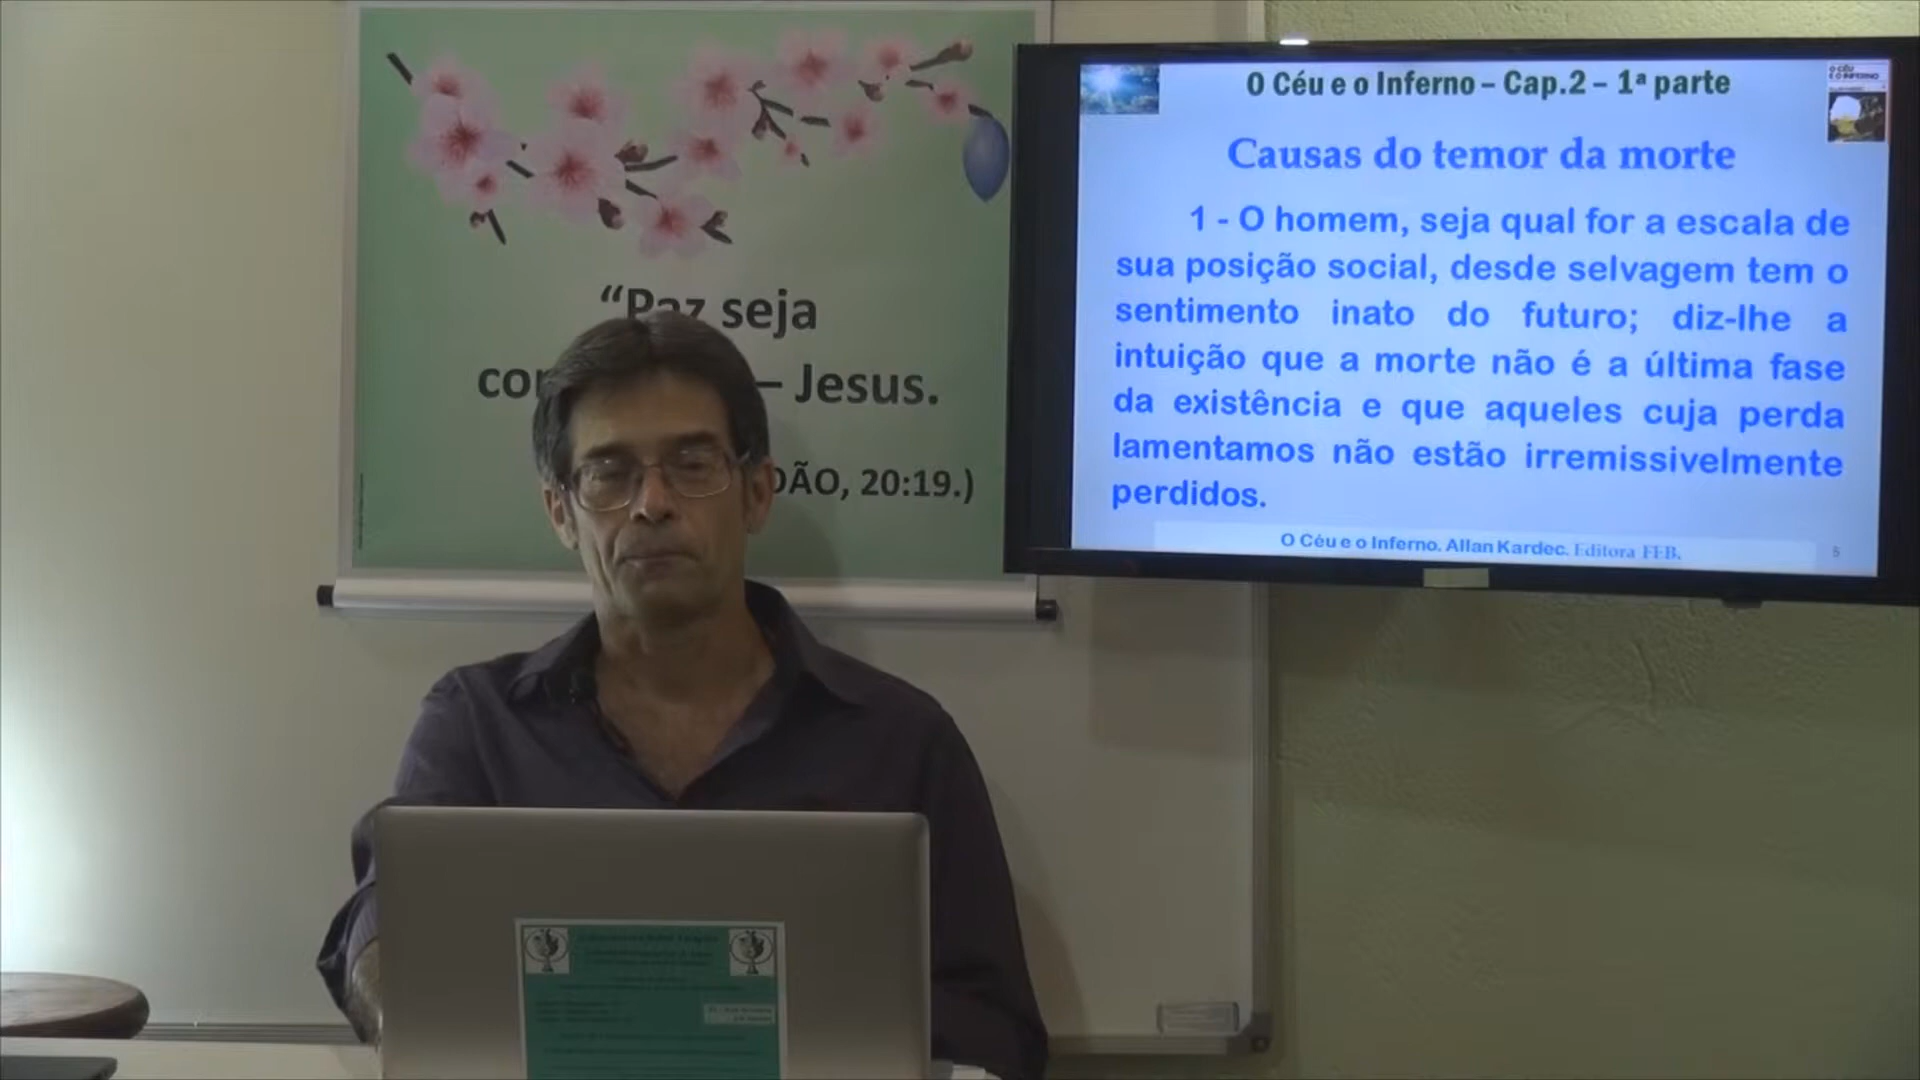 “Paz seja
– Jesus.
20:19.)
O Céu e o Inferno – Cap.2 – 1ª parte
O CÉU
E O INFERNO
Causas do temor da morte
1 - O homem, seja qual for a escala de
sua posição social, desde selvagem tem o
sentimento inato do futuro; diz-lhe a
intuição que a morte não é a última fase
da existência e que aqueles cuja perda
lamentamos não estão irremissivelmente
perdidos.
O Céu e o Inferno. Allan Kardec. Editora FEB.